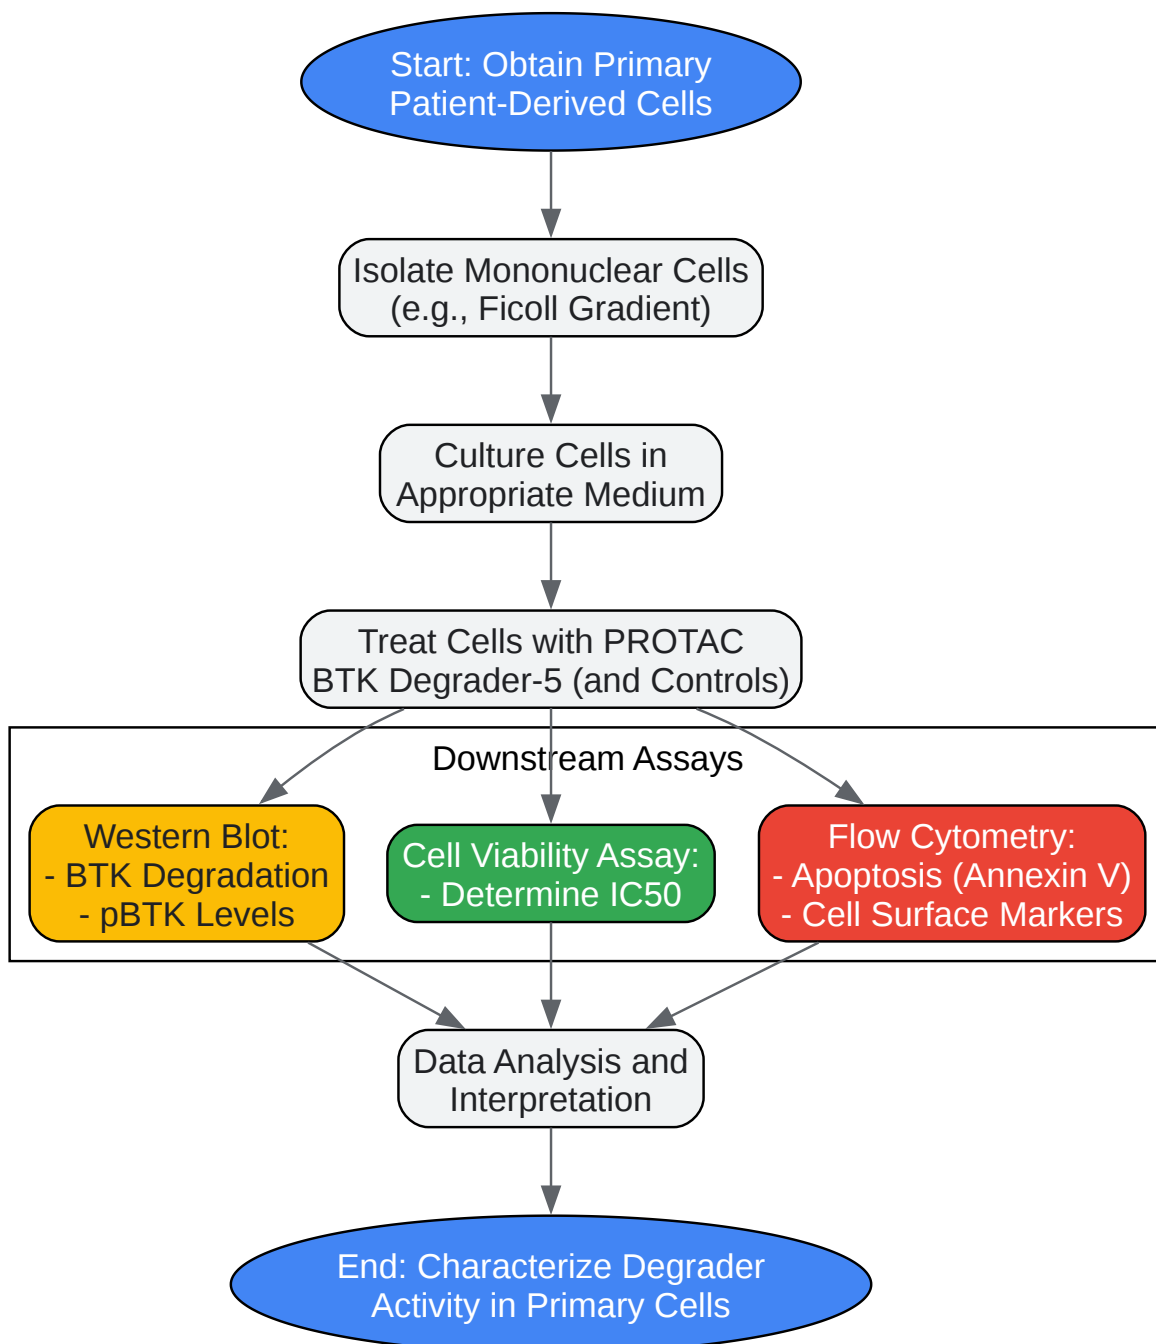 Start: Obtain Primary
Patient-Derived Cells
Isolate Mononuclear Cells
(e.g., Ficoll Gradient)
Culture Cells in
Appropriate Medium
Treat Cells with PROTAC
BTK Degrader-5 (and Controls)
Downstream Assays
Western Blot:
- BTK Degradation
- pBTK Levels
Cell Viability Assay:
- Determine IC50
Flow Cytometry:
- Apoptosis (Annexin V)
- Cell Surface Markers
Data Analysis and
Interpretation
End: Characterize Degrader
Activity in Primary Cells